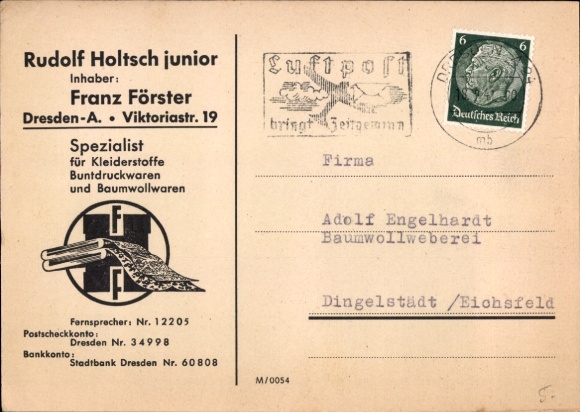 Rudolf Holtsch junior
Inhaber:
Franz Förster
Dresden-A. • Viktoriastr. 19
Spezialist
für Kleiderstoffe
Buntdruckwaren
und Baumwollwaren
F
H
F
Fernsprecher: Nr. 12205
Postscheckkonto:
Dresden Nr. 34998
Bankkonto:
Stadtbank Dresden Nr. 60808
Luftpost
bringt Zeitgewinn
6 6
Deutsches Reich
mb
Firma
Adolf Engelhardt
Baumwollweberei
Dingelstädt /Eichsfeld
M/0054